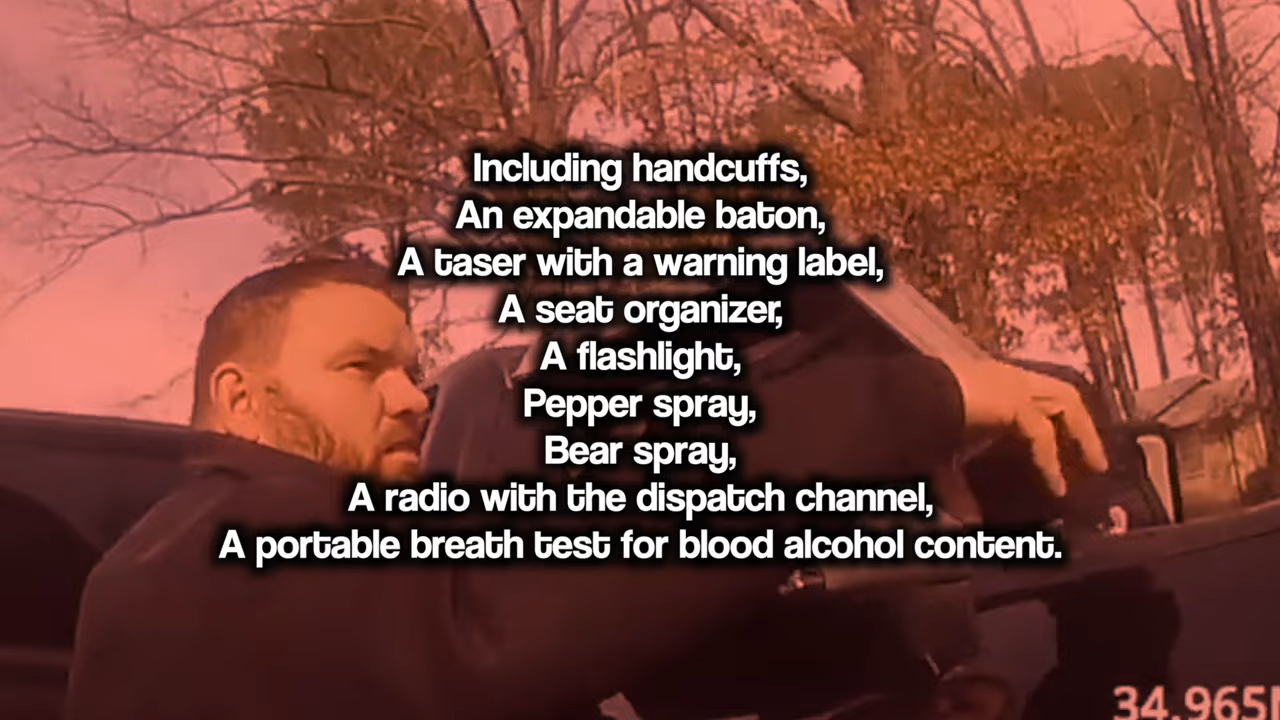 Including handcuffs,
An expandable baton,
A taser with a warning label,
A seat organizer,
A flashlight,
Pepper spray,
Bear spray,
A radio with the dispatch channel,
A portable breath test for blood alcohol content.
34.965